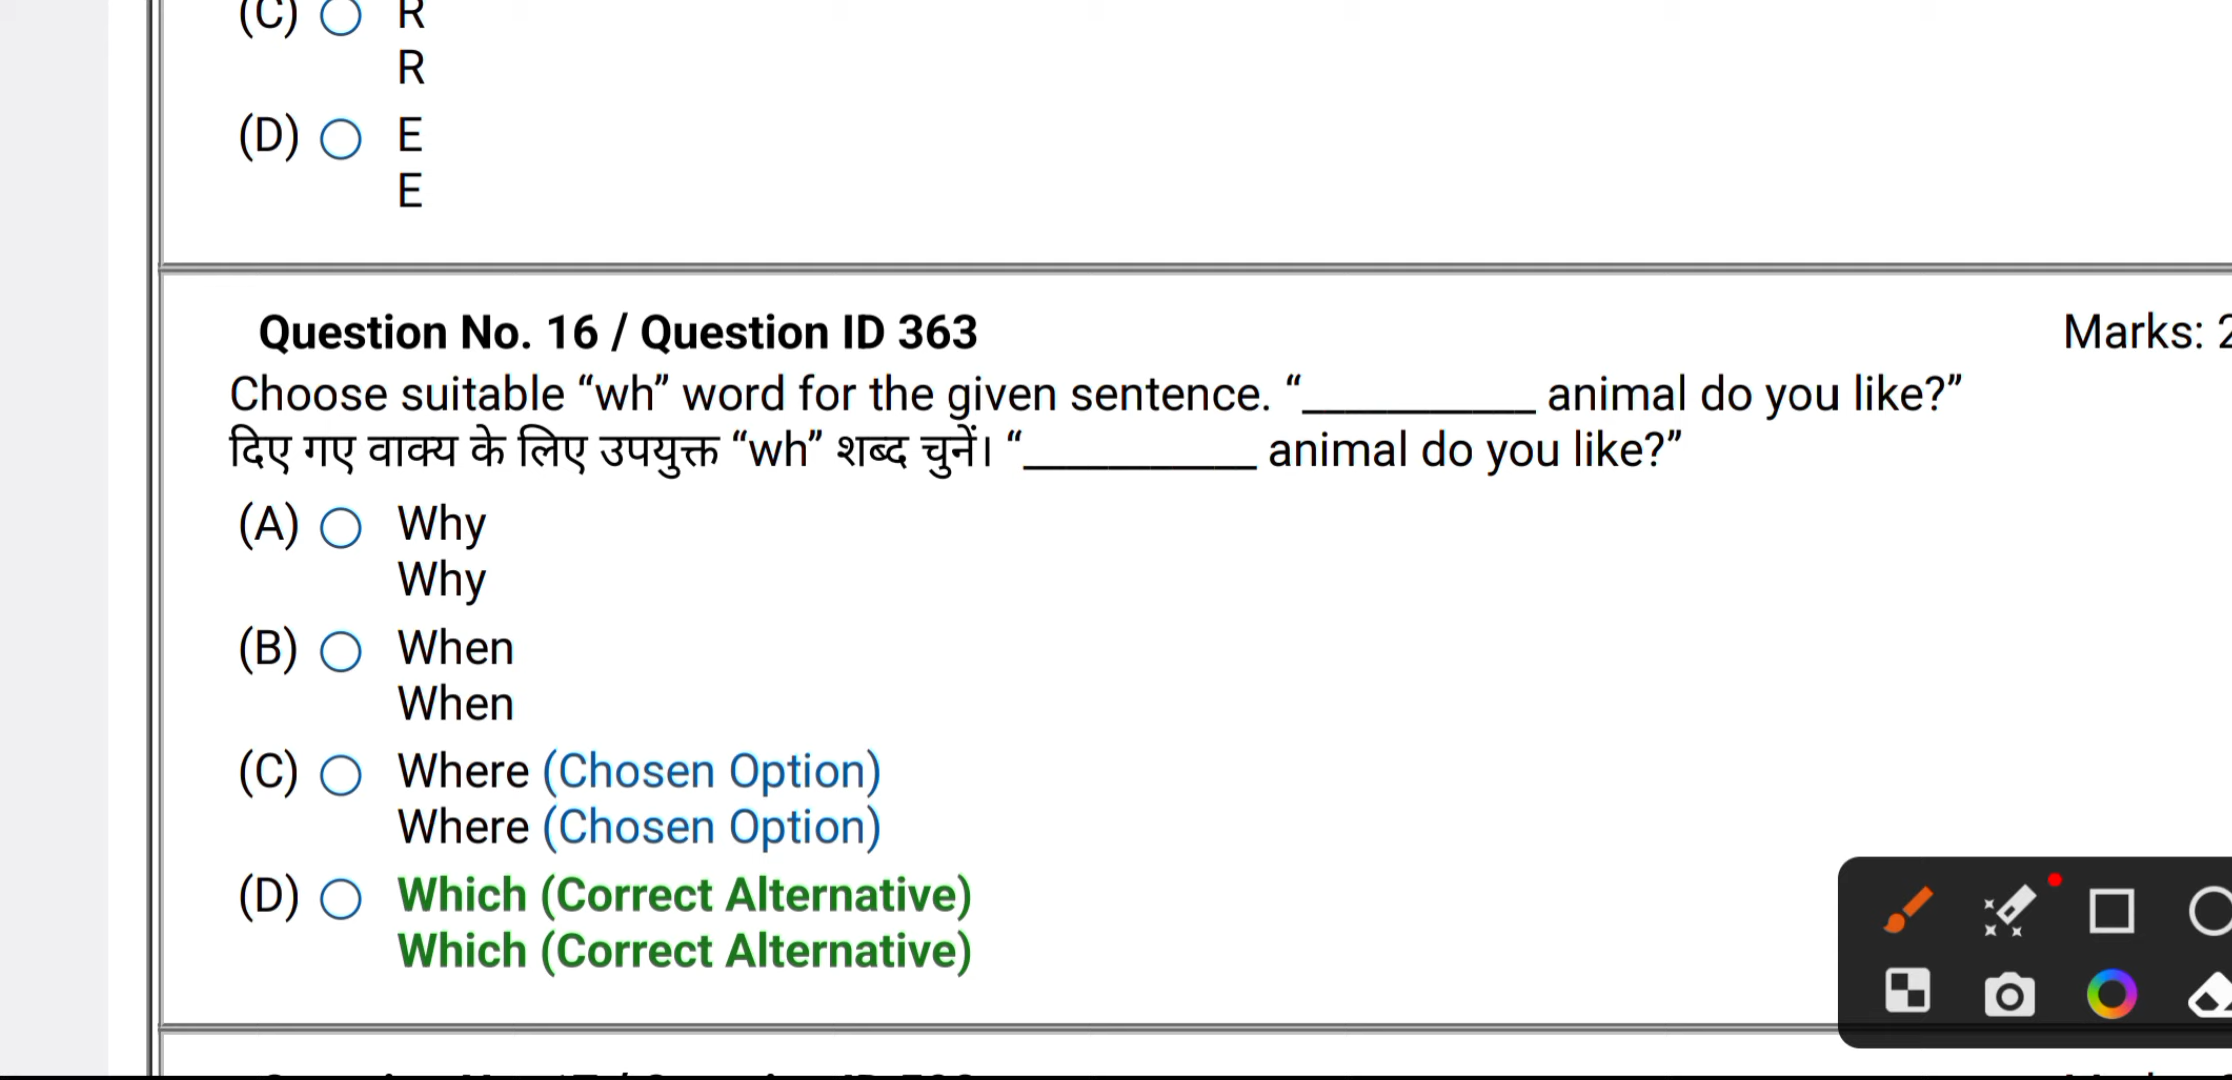 (C) R
R
(D) E
E
Question No. 16 / Question ID 363 Marks: 2
Choose suitable “wh” word for the given sentence. “__________ animal do you like?”
दिए गए वाक्य के लिए उपयुक्त “wh” शब्द चुनें। “__________ animal do you like?”
(A) Why
Why
(B) When
When
(C) Where (Chosen Option)
Where (Chosen Option)
(D) Which (Correct Alternative)
Which (Correct Alternative)